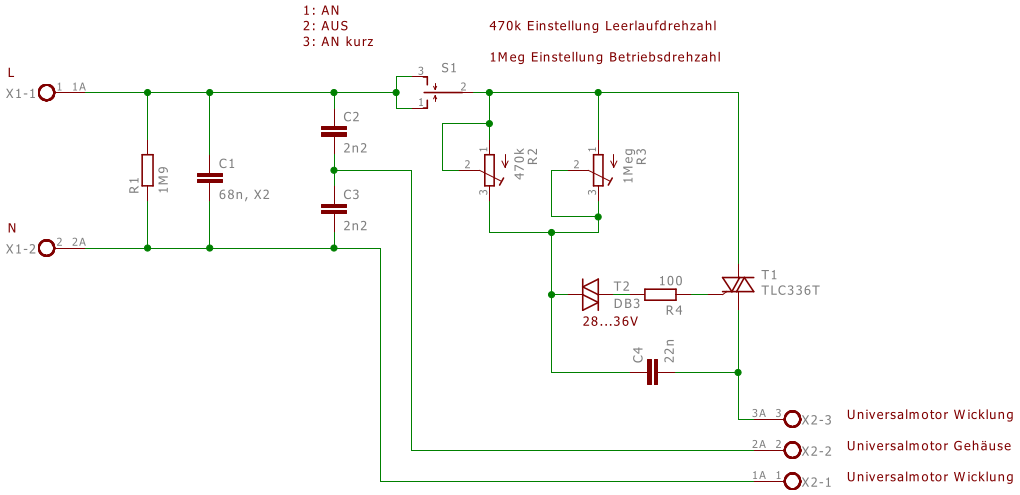 1: AN
2: AUS
3: AN kurz
470k Einstellung Leerlaufdrehzahl
1Meg Einstellung Betriebsdrehzahl
L
X1-1
1
1A
3
S1
2
1
C2
2n2
R1
1M9
C1
68n, X2
C3
2n2
1
2
3
470k
R2
1
2
3
1Meg
R3
N
X1-2
2
2A
T2
DB3
28...36V
100
R4
T1
TLC336T
C4
22n
3A
3
X2-3
Universalmotor Wicklung
2A
2
X2-2
Universalmotor Gehäuse
1A
1
X2-1
Universalmotor Wicklung